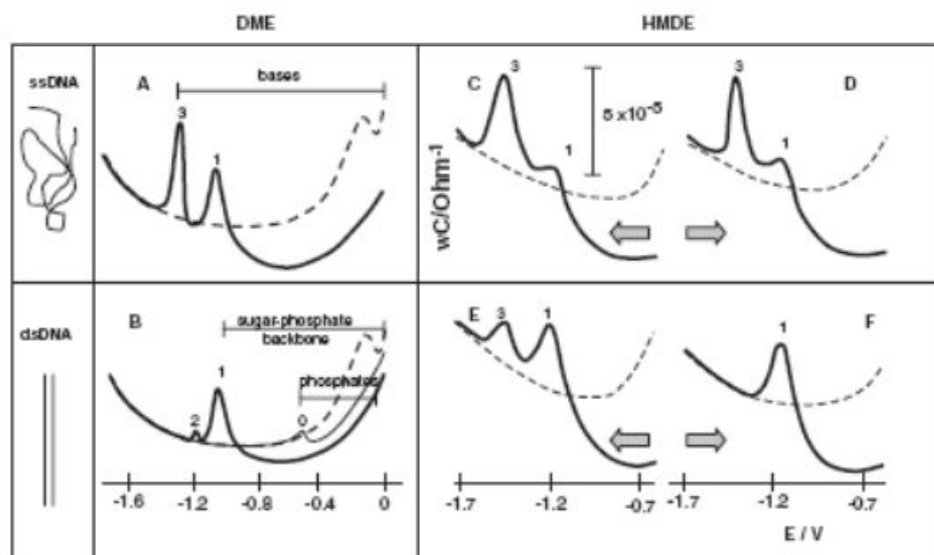 DME
HMDE
ssDNA
A
bases
3
1
C
3
1
5 x10⁻⁵
3
D
1
wC/Ohm⁻¹
dsDNA
B
sugar-phosphate
backbone
phosphates
1
2
0
E
3
1
1
F
-1.6
-1.2
-0.8
-0.4
0
-1.7
-1.2
-0.7
-1.7
-1.2
-0.7
E / V